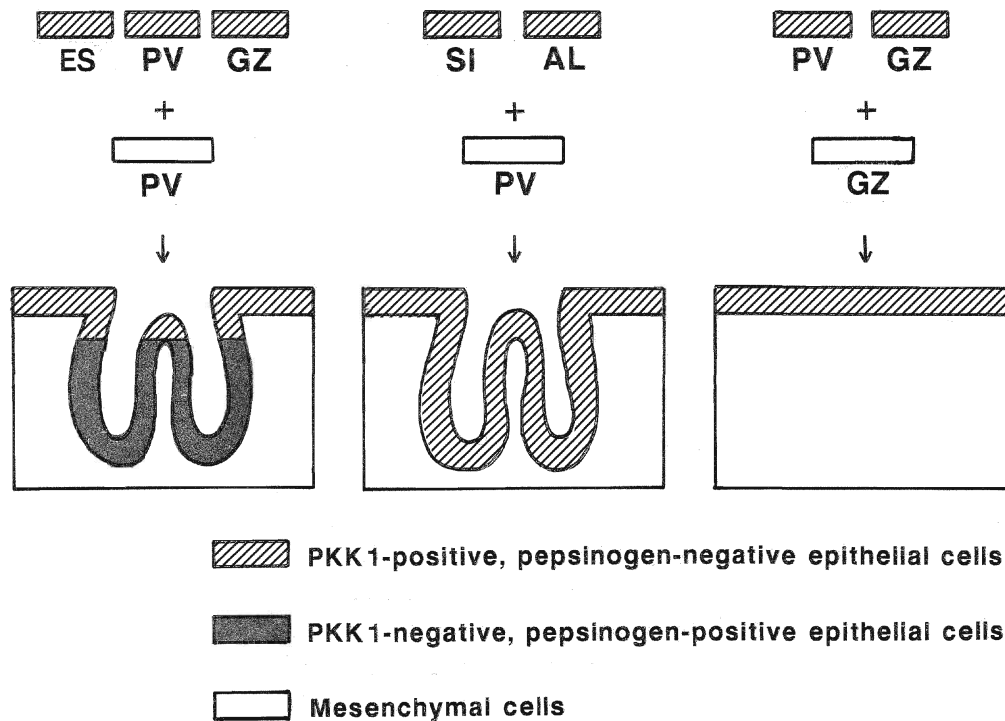 ES PV GZ
+
PV
SI AL
+
PV
PV GZ
+
GZ
PKK1-positive, pepsinogen-negative epithelial cells
PKK1-negative, pepsinogen-positive epithelial cells
Mesenchymal cells